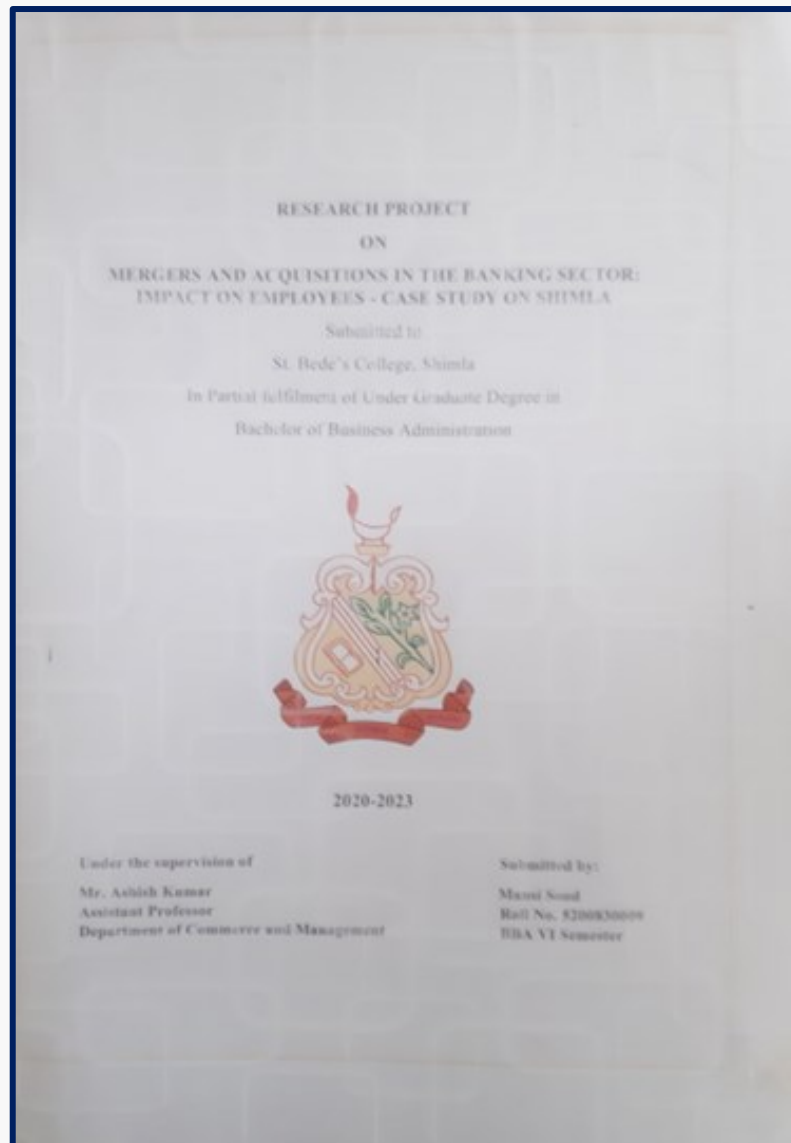 RESEARCH PROJECT
ON
MERGERS AND ACQUISITIONS IN THE BANKING SECTOR:
IMPACT ON EMPLOYEES - CASE STUDY ON SHIMLA
Submitted to
St. Bede's College, Shimla
In Partial fulfilment of Under Graduate Degree in
Bachelor of Business Administration
2020-2023
Under the supervision of
Mr. Ashish Kumar
Assistant Professor
Department of Commerce and Management
Submitted by:
Mansi Sood
Roll No.
BBA VI Semester